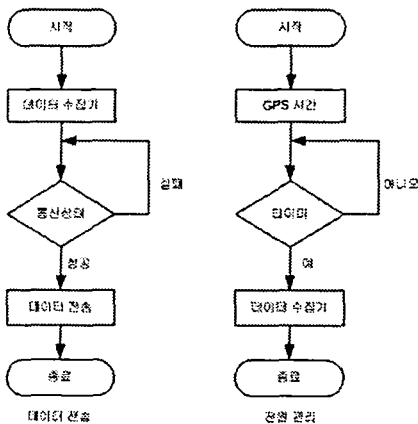 시작
데이터 수집기
실패
통신상태
성공
데이터 전송
종료
데이터 전송
시작
GPS 시간
아니오
타이머
예
데이터 수집기
종료
전원 관리